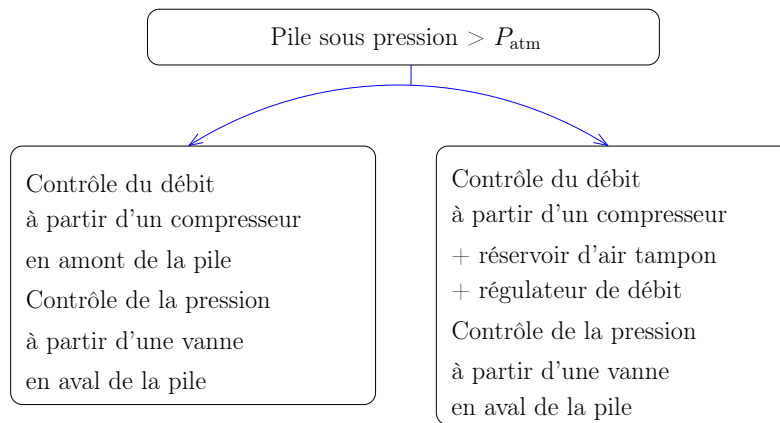 Pile sous pression > P_atm
Contrôle du débit
à partir d'un compresseur
en amont de la pile
Contrôle de la pression
à partir d'une vanne
en aval de la pile
Contrôle du débit
à partir d'un compresseur
+ réservoir d'air tampon
+ régulateur de débit
Contrôle de la pression
à partir d'une vanne
en aval de la pile